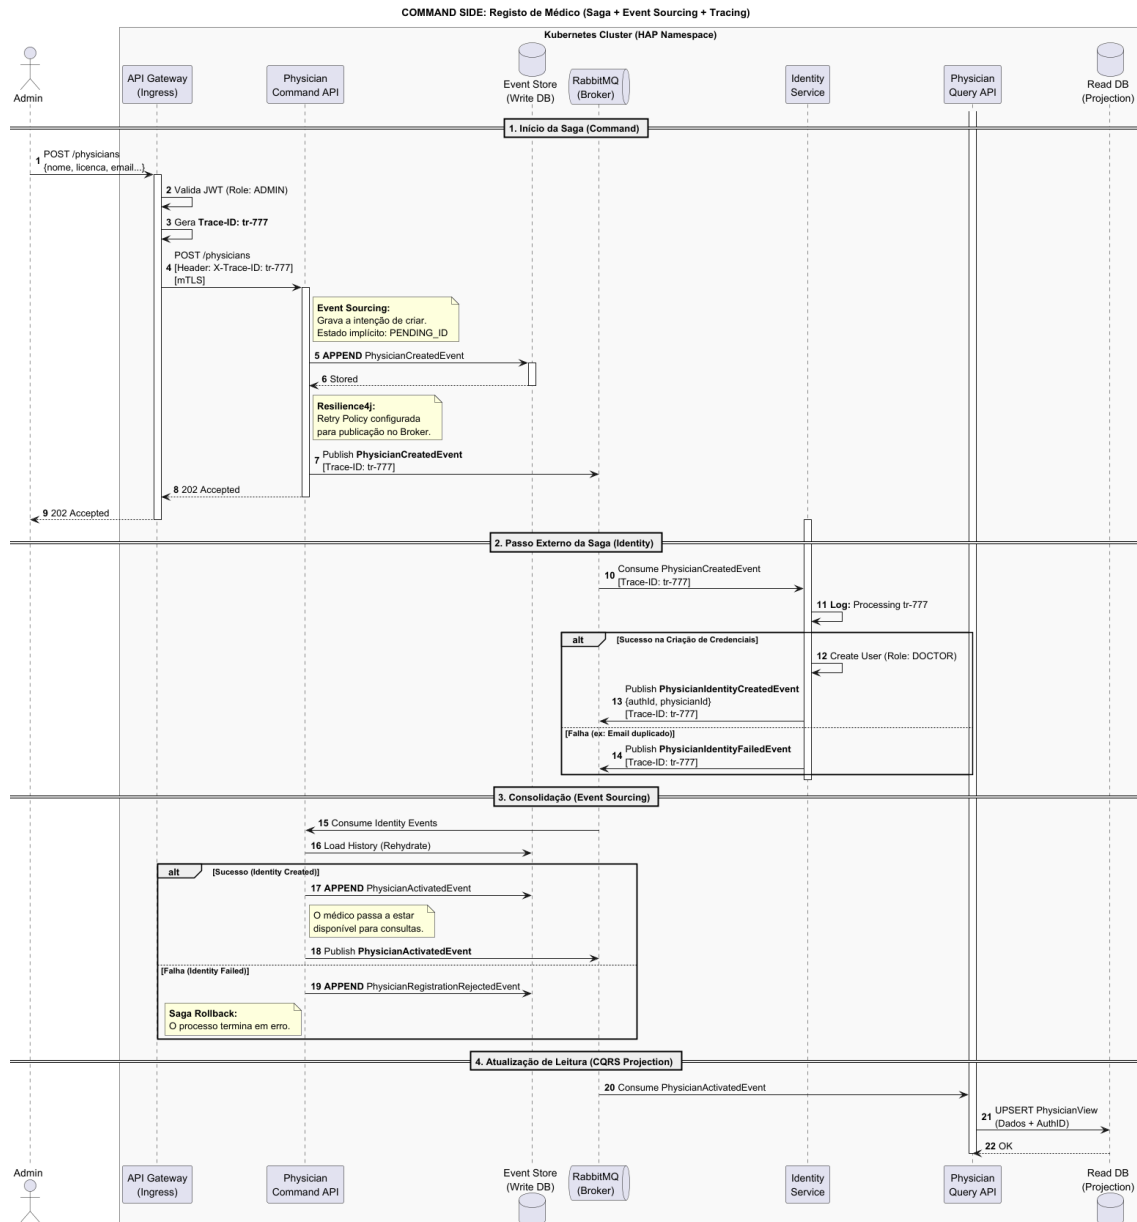 COMMAND SIDE: Registo de Médico (Saga + Event Sourcing + Tracing)
Kubernetes Cluster (HAP Namespace)
Admin
API Gateway
(Ingress)
Physician
Command API
Event Store
(Write DB)
RabbitMQ
(Broker)
Identity
Service
Physician
Query API
Read DB
(Projection)
1. Início da Saga (Command)
1 POST /physicians
{nome, licenca, email...}
2 Valida JWT (Role: ADMIN)
3 Gera Trace-ID: tr-777
POST /physicians
4 [Header: X-Trace-ID: tr-777]
[mTLS]
Event Sourcing:
Grava a intenção de criar.
Estado implícito: PENDING_ID
5 APPEND PhysicianCreatedEvent
6 Stored
Resilience4j:
Retry Policy configurada
para publicação no Broker.
7 Publish PhysicianCreatedEvent
[Trace-ID: tr-777]
8 202 Accepted
9 202 Accepted
2. Passo Externo da Saga (Identity)
10 Consume PhysicianCreatedEvent
[Trace-ID: tr-777]
11 Log: Processing tr-777
alt [Sucesso na Criação de Credenciais]
12 Create User (Role: DOCTOR)
Publish PhysicianIdentityCreatedEvent
13 {authId, physicianId}
[Trace-ID: tr-777]
[Falha (ex: Email duplicado)]
14 Publish PhysicianIdentityFailedEvent
[Trace-ID: tr-777]
3. Consolidação (Event Sourcing)
15 Consume Identity Events
16 Load History (Rehydrate)
alt [Sucesso (Identity Created)]
17 APPEND PhysicianActivatedEvent
O médico passa a estar
disponível para consultas.
18 Publish PhysicianActivatedEvent
[Falha (Identity Failed)]
19 APPEND PhysicianRegistrationRejectedEvent
Saga Rollback:
O processo termina em erro.
4. Atualização de Leitura (CQRS Projection)
20 Consume PhysicianActivatedEvent
21 UPSERT PhysicianView
(Dados + AuthID)
22 OK
Admin
API Gateway
(Ingress)
Physician
Command API
Event Store
(Write DB)
RabbitMQ
(Broker)
Identity
Service
Physician
Query API
Read DB
(Projection)